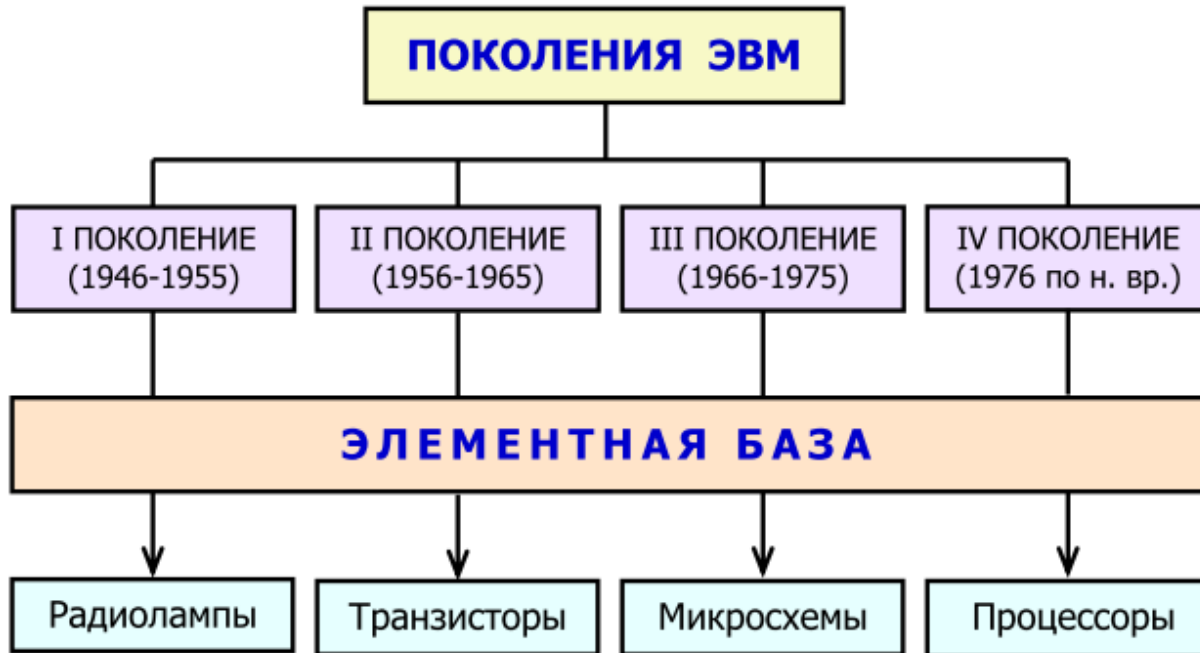 ПОКОЛЕНИЯ ЭВМ
I ПОКОЛЕНИЕ
(1946-1955)
II ПОКОЛЕНИЕ
(1956-1965)
III ПОКОЛЕНИЕ
(1966-1975)
IV ПОКОЛЕНИЕ
(1976 по н. вр.)
ЭЛЕМЕНТНАЯ БАЗА
Радиолампы
Транзисторы
Микросхемы
Процессоры